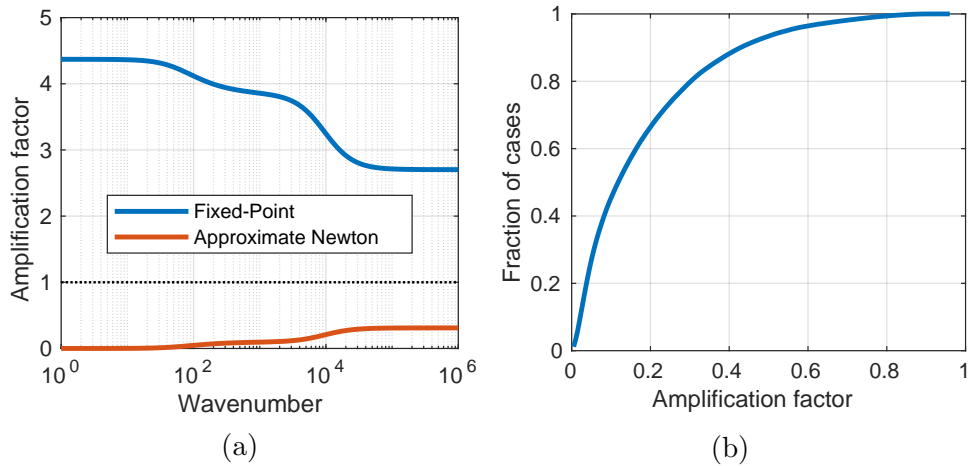 5
4
3
2
1
0
Amplification factor
Fixed-Point
Approximate Newton
10^0
10^2
10^4
10^6
Wavenumber
(a)
1
0.8
0.6
0.4
0.2
0
Fraction of cases
0
0.2
0.4
0.6
0.8
1
Amplification factor
(b)